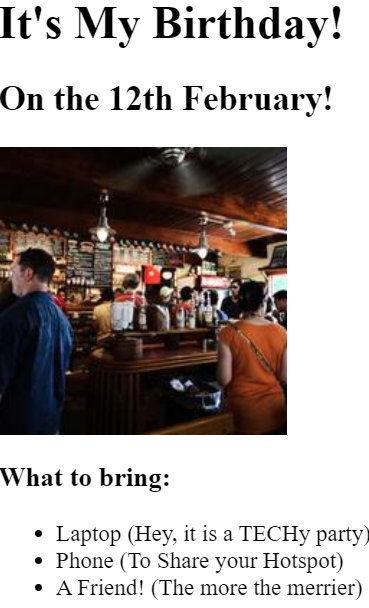 It's My Birthday!
On the 12th February!
What to bring:
Laptop (Hey, it is a TECHy party)
Phone (To Share your Hotspot)
A Friend! (The more the merrier)